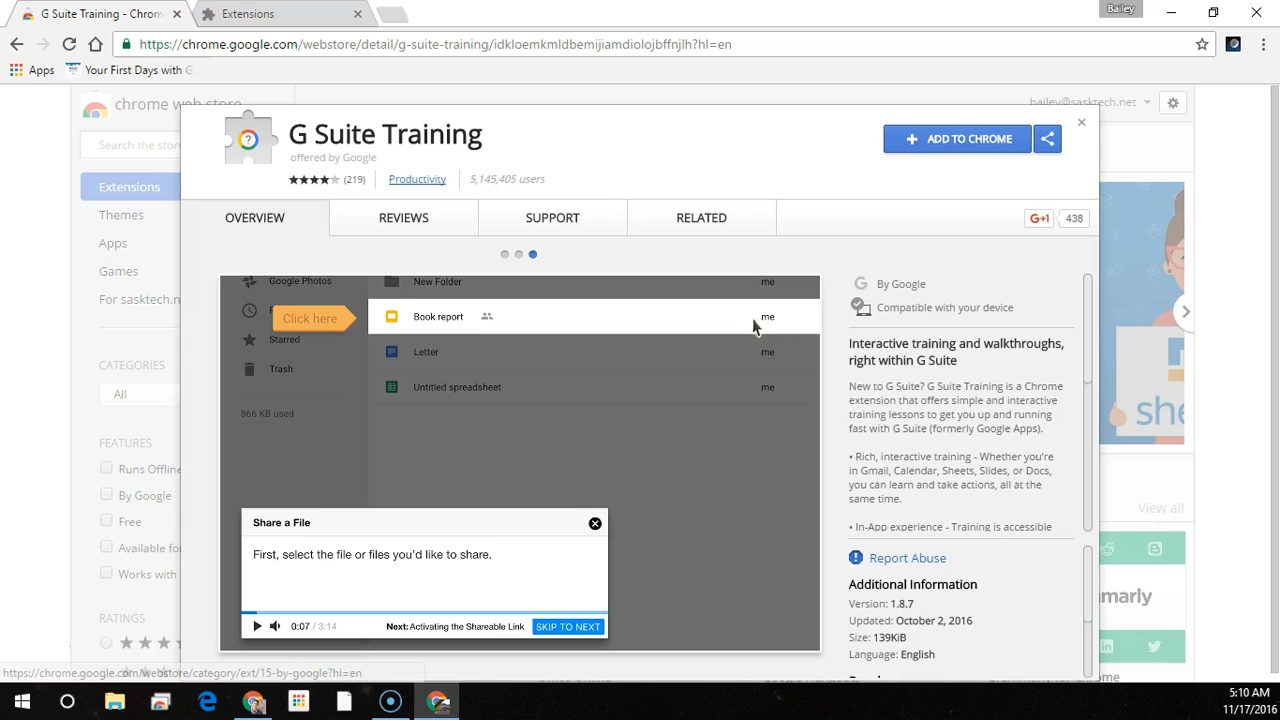 G Suite Training - Chrom
Extensions
Bailey
https://chrome.google.com/webstore/detail/g-suite-training/idkloemkmldbemijiamdiolojbffnjlh?hl=en
Apps
Your First Days with G
chrome web store
bailey@sasktech.net
Search the store
G Suite Training
offered by Google
(219)
Productivity
5,145,405 users
ADD TO CHROME
Extensions
Themes
Apps
Games
For sasktech.n
OVERVIEW
REVIEWS
SUPPORT
RELATED
G+1
438
Google Photos
New Folder
me
Click here
Book report
me
Starred
Letter
me
Trash
Untitled spreadsheet
me
866 KB used
Share a File
First, select the file or files you'd like to share.
0:07 / 3:14
Next: Activating the Shareable Link
SKIP TO NEXT
By Google
Compatible with your device
Interactive training and walkthroughs,
right within G Suite
New to G Suite? G Suite Training is a Chrome
extension that offers simple and interactive
training lessons to get you up and running
fast with G Suite (formerly Google Apps).
• Rich, interactive training - Whether you're
in Gmail, Calendar, Sheets, Slides, or Docs,
you can learn and take actions, all at the
same time.
• In-App experience - Training is accessible
Report Abuse
Additional Information
Version: 1.8.7
Updated: October 2, 2016
Size: 139KiB
Language: English
CATEGORIES
All
FEATURES
Runs Offline
By Google
Free
Available for
Works with
RATINGS
she
View all
mmarly
https://chrome.google.com/webstore/category/ext/15-by-google?hl=en
5:10 AM
11/17/2016